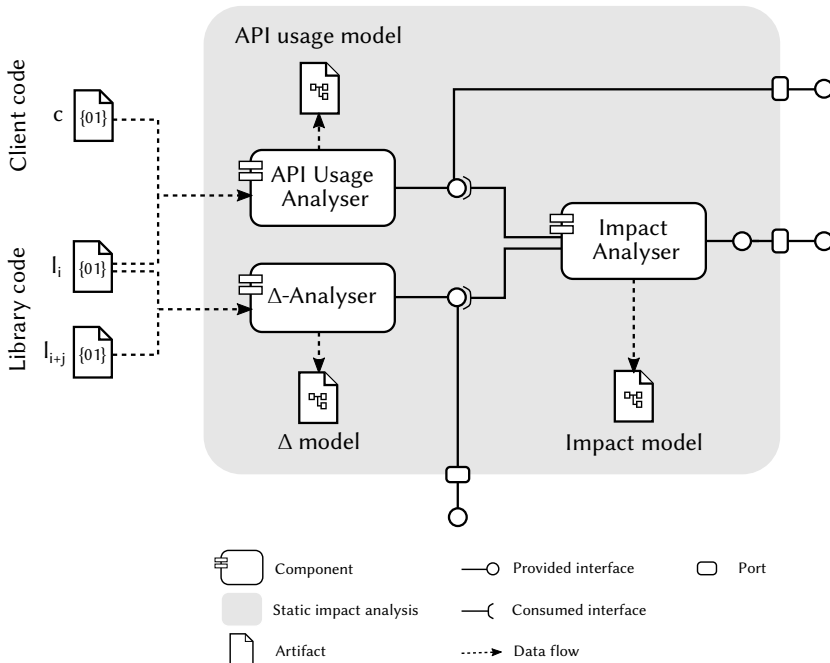 API usage model
Client code
c
{01}
API Usage
Analyser
Impact
Analyser
Library code
l_i
{01}
Δ-Analyser
l_{i+j}
{01}
Δ model
Impact model
Component
Provided interface
Port
Static impact analysis
Consumed interface
Artifact
Data flow